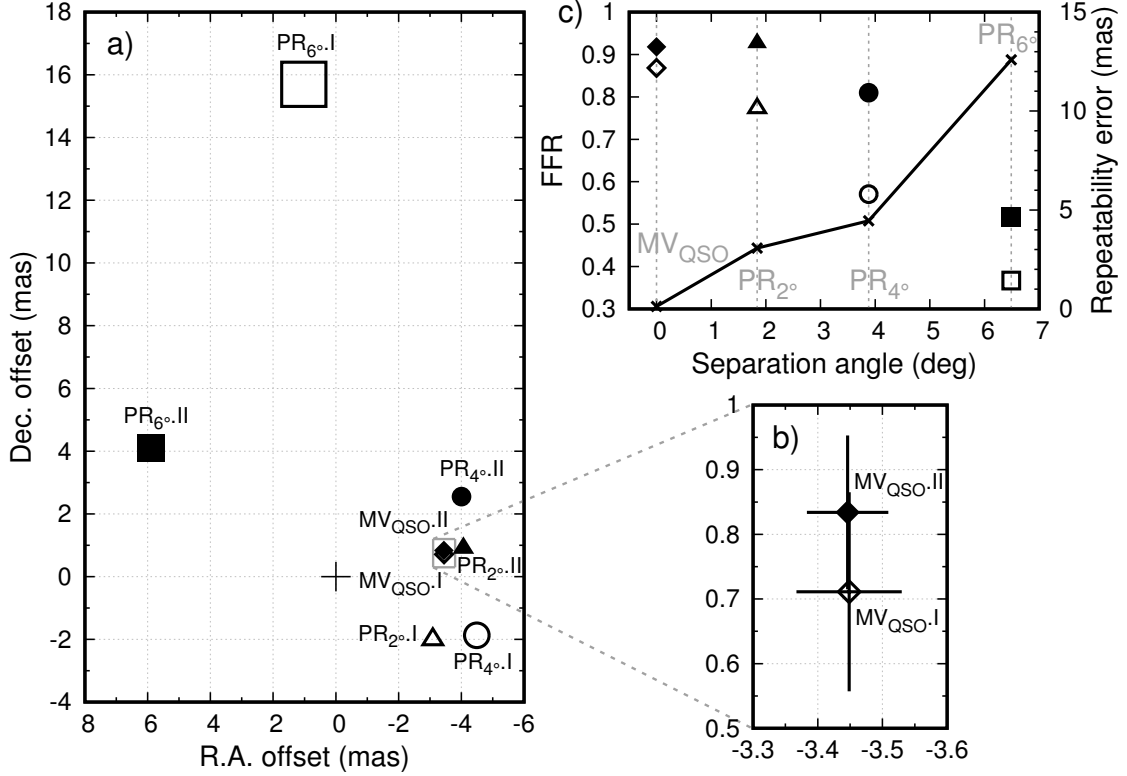 a)
18
16
14
12
10
8
6
4
2
0
-2
-4
8
6
4
2
0
-2
-4
-6
Dec. offset (mas)
R.A. offset (mas)
PR6°.I
PR6°.II
PR4°.II
MVQSO.II
PR2°.II
MVQSO.I
PR2°.I
PR4°.I
c)
1
0.9
0.8
0.7
0.6
0.5
0.4
0.3
FFR
15
10
5
0
Repeatability error (mas)
PR6°
MVQSO
PR2°
PR4°
0
1
2
3
4
5
6
7
Separation angle (deg)
b)
1
0.9
0.8
0.7
0.6
0.5
MVQSO.II
MVQSO.I
-3.3
-3.4
-3.5
-3.6